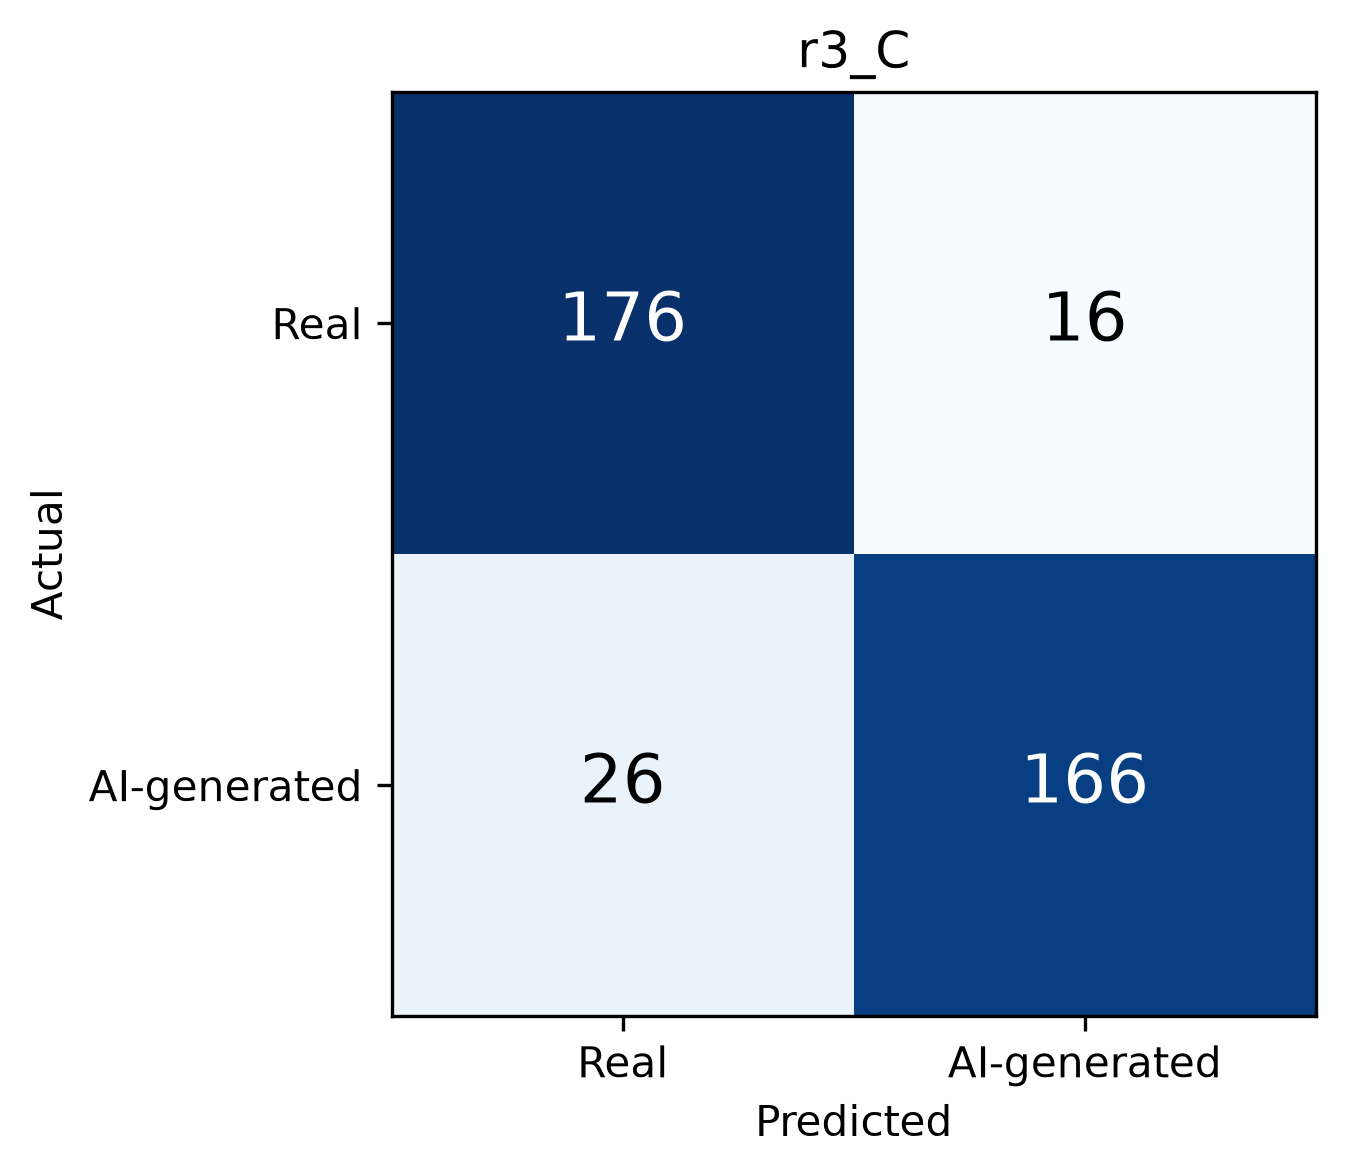 r3_C
Actual
Real
176
16
AI-generated
26
166
Real
AI-generated
Predicted